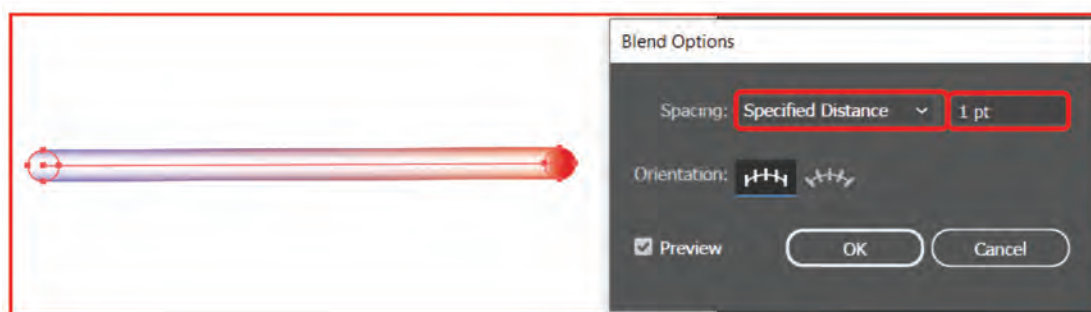 Blend Options
Spacing: Specified Distance 1 pt
Orientation:
Preview OK Cancel